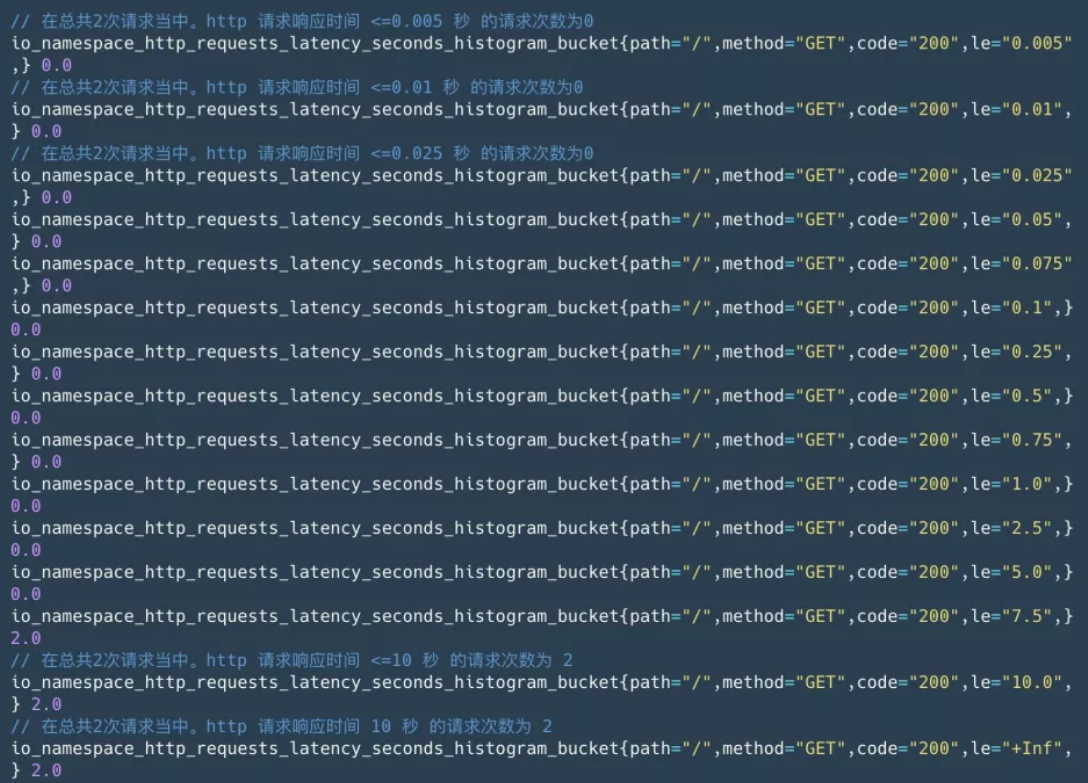 // 在总共2次请求当中。http 请求响应时间 <=0.005 秒 的请求次数为0
io_namespace_http_requests_latency_seconds_histogram_bucket{path="/",method="GET",code="200",le="0.005"
,} 0.0
// 在总共2次请求当中。http 请求响应时间 <=0.01 秒 的请求次数为0
io_namespace_http_requests_latency_seconds_histogram_bucket{path="/",method="GET",code="200",le="0.01",
} 0.0
// 在总共2次请求当中。http 请求响应时间 <=0.025 秒 的请求次数为0
io_namespace_http_requests_latency_seconds_histogram_bucket{path="/",method="GET",code="200",le="0.025"
,} 0.0
io_namespace_http_requests_latency_seconds_histogram_bucket{path="/",method="GET",code="200",le="0.05",
} 0.0
io_namespace_http_requests_latency_seconds_histogram_bucket{path="/",method="GET",code="200",le="0.075"
,} 0.0
io_namespace_http_requests_latency_seconds_histogram_bucket{path="/",method="GET",code="200",le="0.1",}
0.0
io_namespace_http_requests_latency_seconds_histogram_bucket{path="/",method="GET",code="200",le="0.25",
} 0.0
io_namespace_http_requests_latency_seconds_histogram_bucket{path="/",method="GET",code="200",le="0.5",}
0.0
io_namespace_http_requests_latency_seconds_histogram_bucket{path="/",method="GET",code="200",le="0.75",
} 0.0
io_namespace_http_requests_latency_seconds_histogram_bucket{path="/",method="GET",code="200",le="1.0",}
0.0
io_namespace_http_requests_latency_seconds_histogram_bucket{path="/",method="GET",code="200",le="2.5",}
0.0
io_namespace_http_requests_latency_seconds_histogram_bucket{path="/",method="GET",code="200",le="5.0",}
0.0
io_namespace_http_requests_latency_seconds_histogram_bucket{path="/",method="GET",code="200",le="7.5",}
2.0
// 在总共2次请求当中。http 请求响应时间 <=10 秒 的请求次数为 2
io_namespace_http_requests_latency_seconds_histogram_bucket{path="/",method="GET",code="200",le="10.0",
} 2.0
// 在总共2次请求当中。http 请求响应时间 10 秒 的请求次数为 2
io_namespace_http_requests_latency_seconds_histogram_bucket{path="/",method="GET",code="200",le="+Inf",
} 2.0